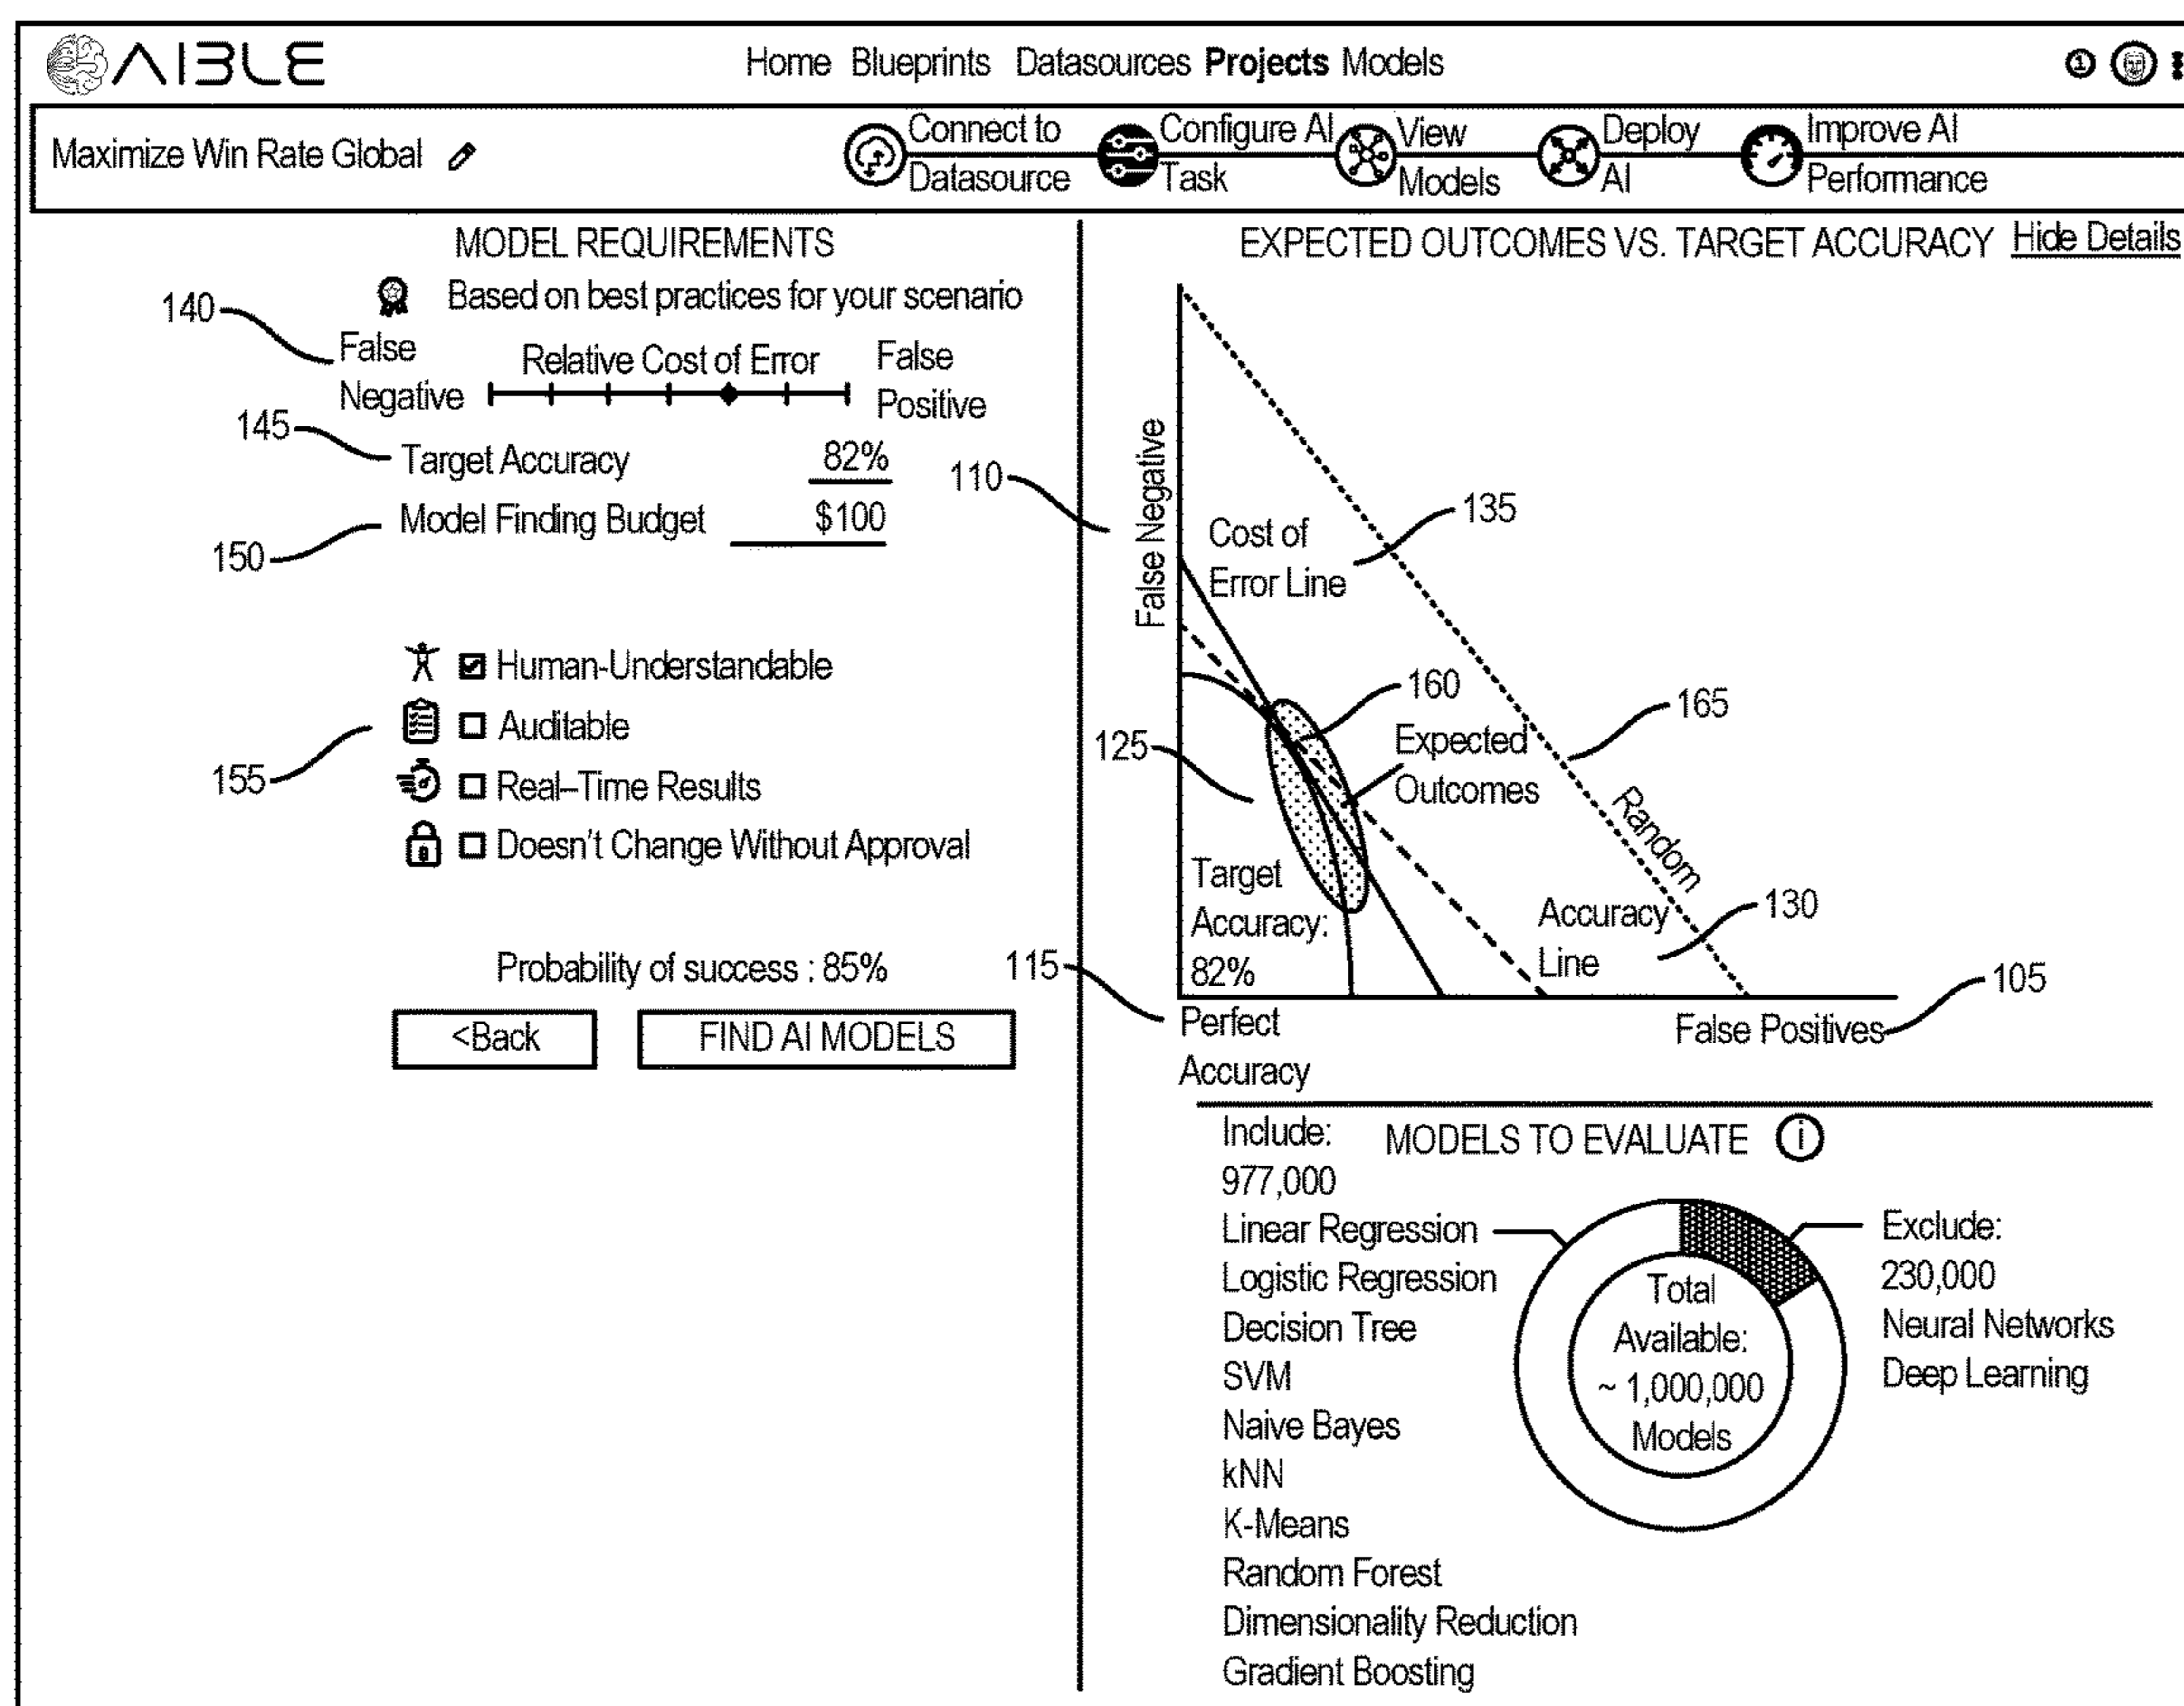 AIBLE
Home Blueprints Datasources Projects Models
1
Maximize Win Rate Global
Connect to
Datasource
Configure AI
Task
View
Models
Deploy
AI
Improve AI
Performance
MODEL REQUIREMENTS
Based on best practices for your scenario
140
False
Negative
Relative Cost of Error
False
Positive
145
Target Accuracy 82%
Model Finding Budget $100
150
Human-Understandable
Auditable
Real–Time Results
Doesn't Change Without Approval
155
Probability of success : 85%
<Back
FIND AI MODELS
EXPECTED OUTCOMES VS. TARGET ACCURACY Hide Details
110
False Negative
Cost of
Error Line
135
160
165
125
Expected
Outcomes
Random
Target
Accuracy:
82%
Accuracy
Line
130
115
105
Perfect
Accuracy
False Positives
Include:
977,000
MODELS TO EVALUATE i
Linear Regression
Logistic Regression
Decision Tree
SVM
Naive Bayes
kNN
K-Means
Random Forest
Dimensionality Reduction
Gradient Boosting
Total
Available:
~ 1,000,000
Models
Exclude:
230,000
Neural Networks
Deep Learning